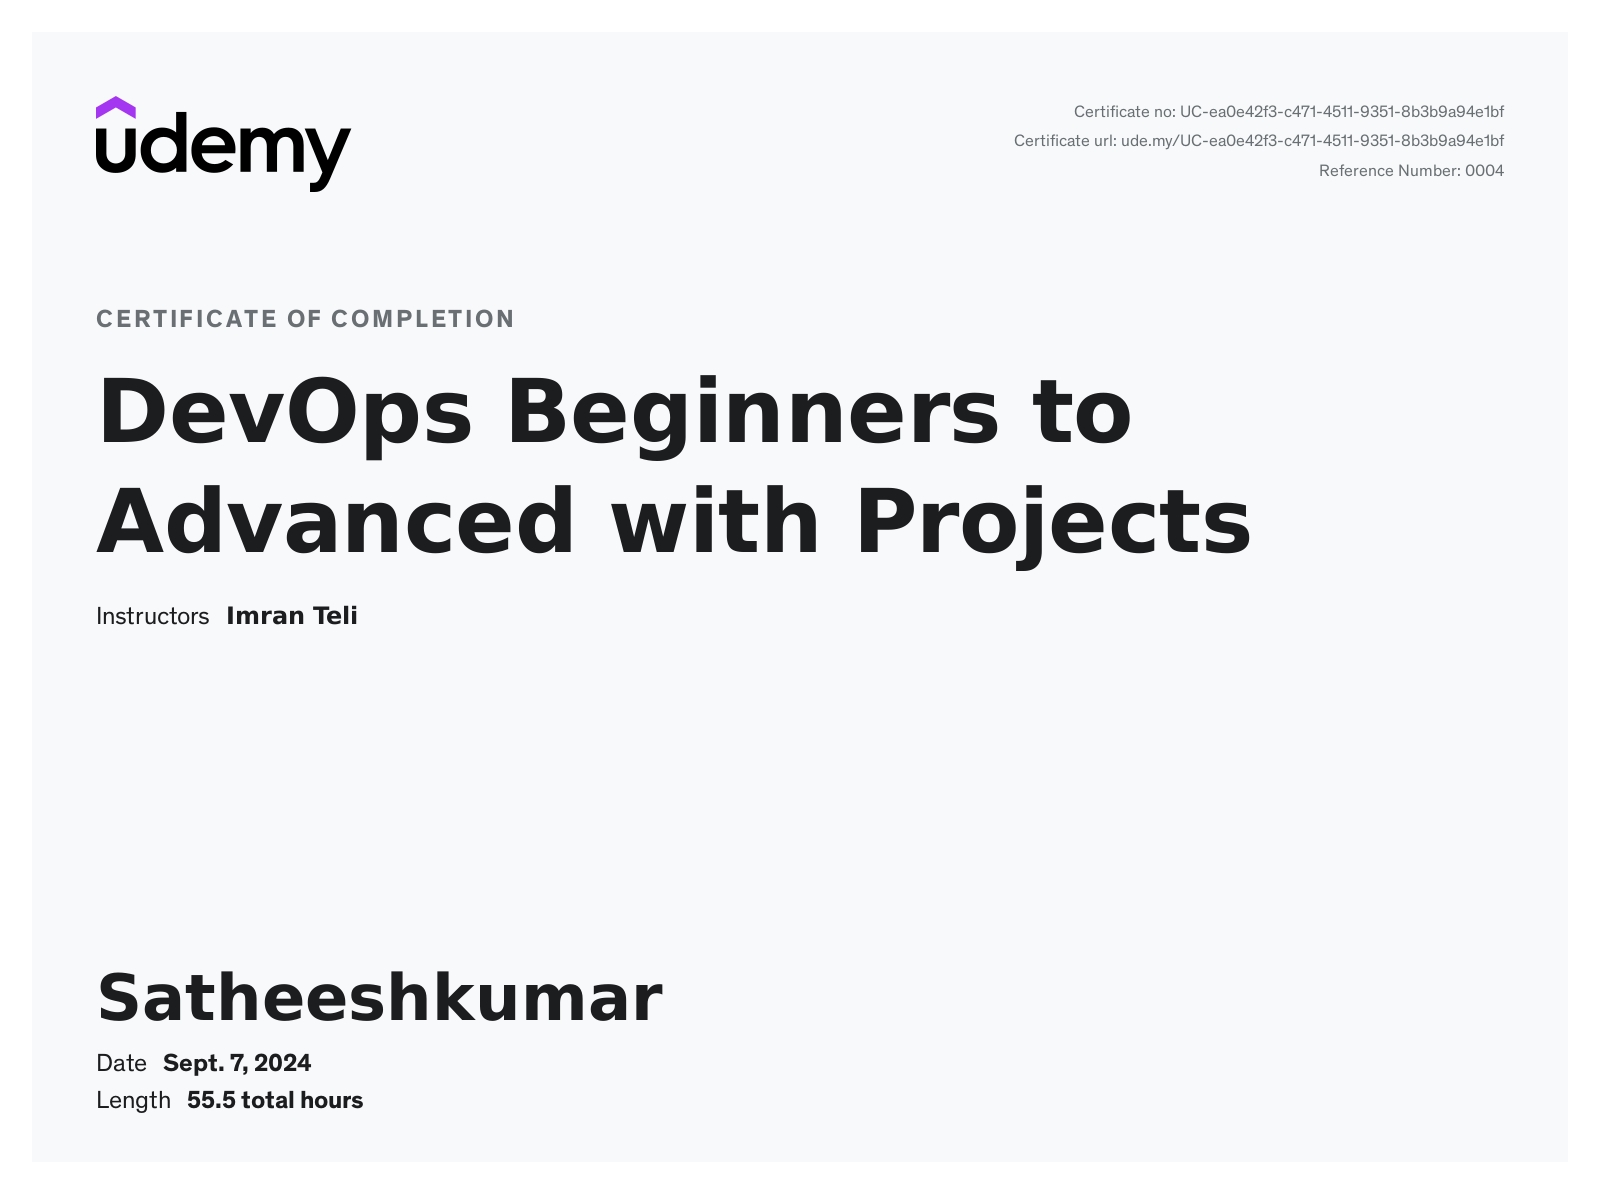 udemy
Certificate no: UC-ea0e42f3-c471-4511-9351-8b3b9a94e1bf
Certificate url: ude.my/UC-ea0e42f3-c471-4511-9351-8b3b9a94e1bf
Reference Number: 0004
CERTIFICATE OF COMPLETION
DevOps Beginners to
Advanced with Projects
Instructors Imran Teli
Satheeshkumar
Date Sept. 7, 2024
Length 55.5 total hours